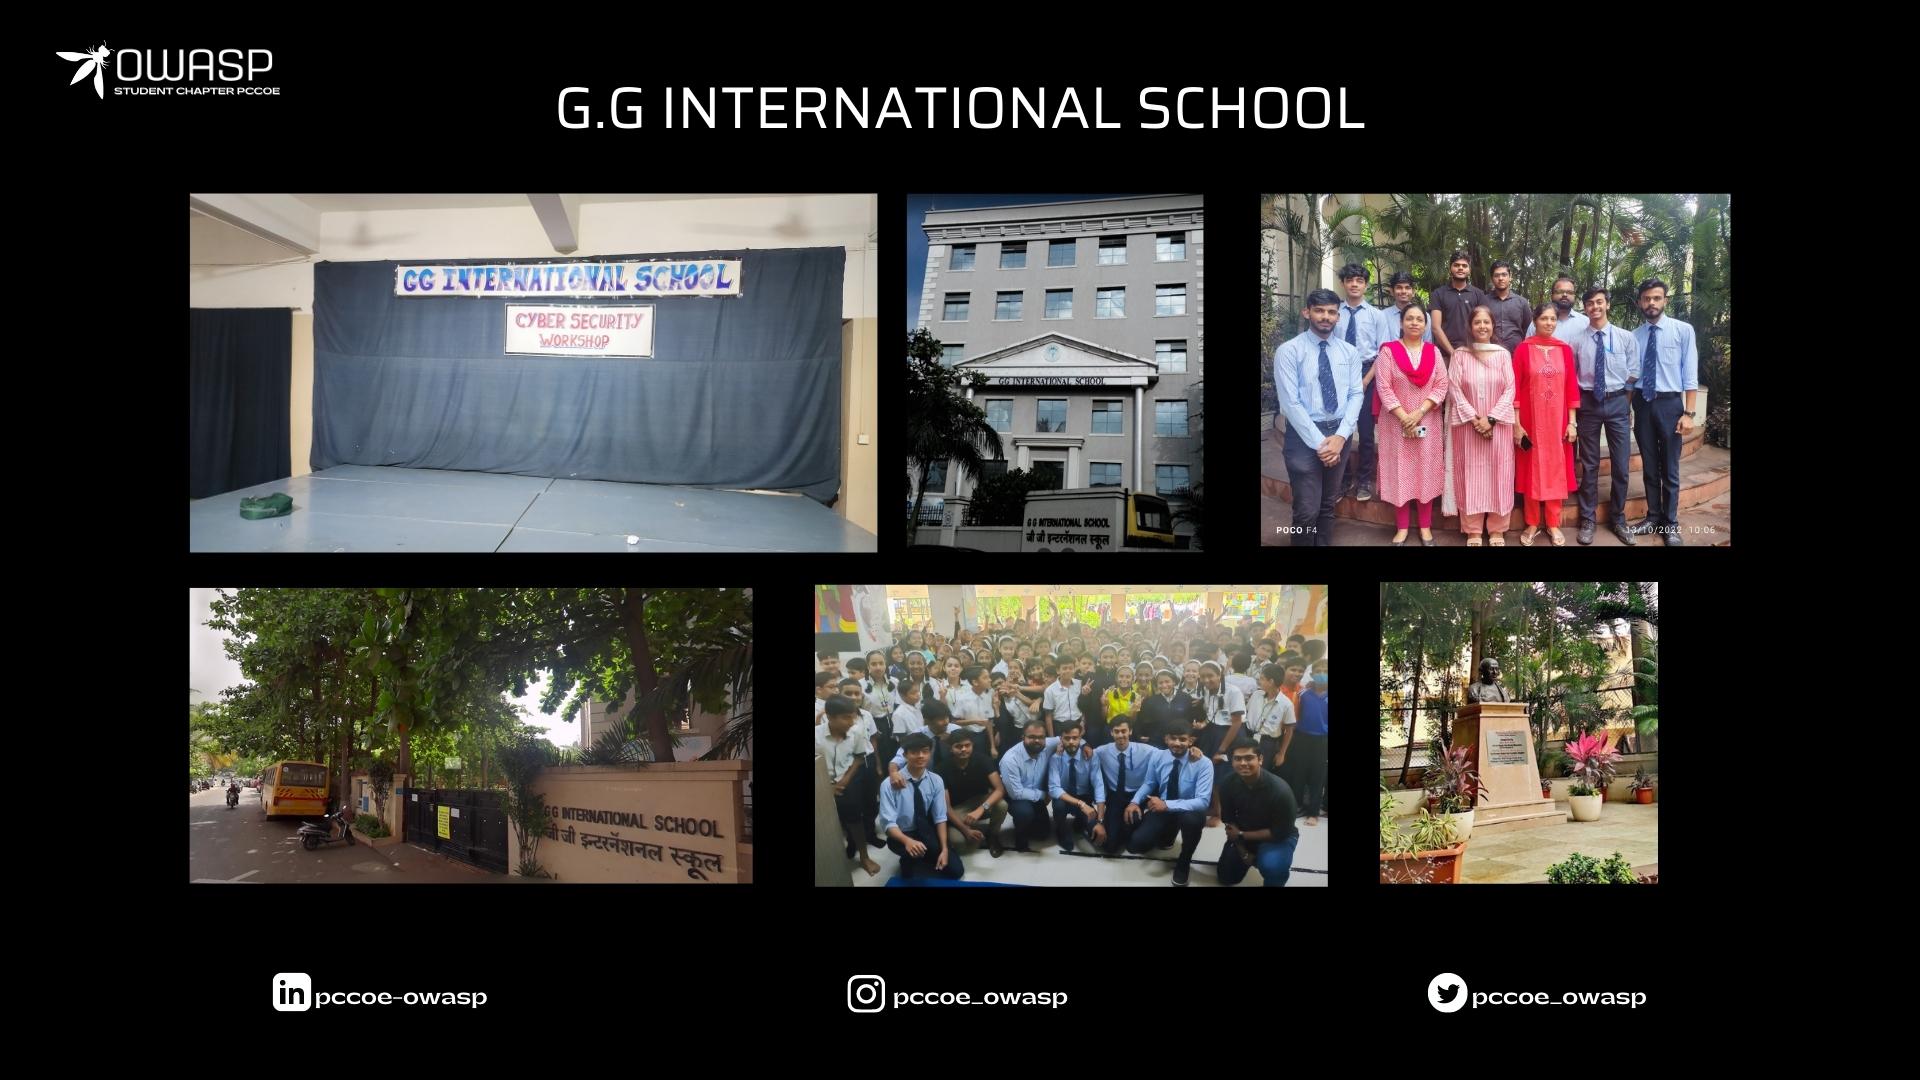 OWASP
STUDENT CHAPTER PCCOE
G.G INTERNATIONAL SCHOOL
GG INTERNATIONAL SCHOOL
CYBER SECURITY
WORKSHOP
GG INTERNATIONAL SCHOOL
G G INTERNATIONAL SCHOOL
जी जी इन्टरनॅशनल स्कूल
POCO F4
13/10/2022 10:06
G G INTERNATIONAL SCHOOL
जी जी इन्टरनॅशनल स्कूल
in pccoe-owasp
pccoe_owasp
pccoe_owasp